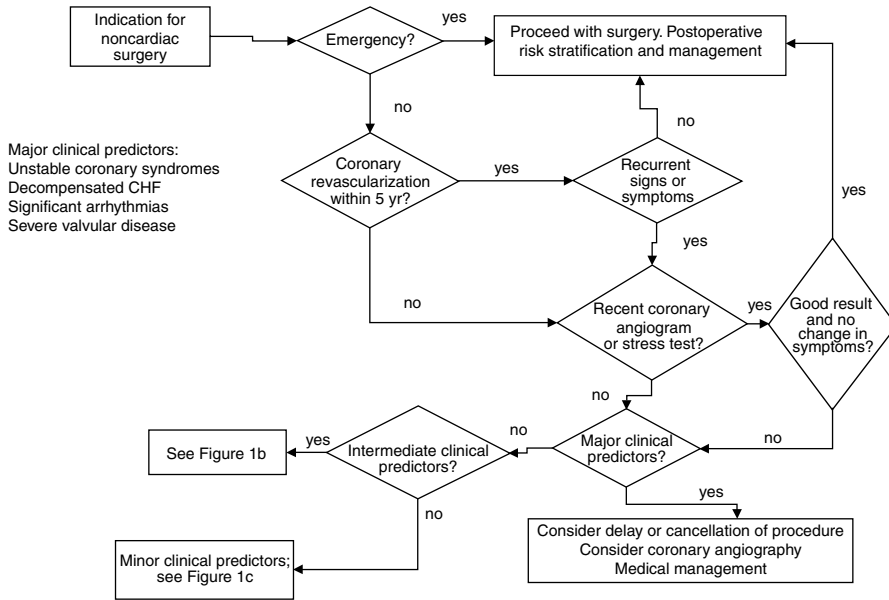 Indication for
noncardiac
surgery
Emergency?
yes
Proceed with surgery. Postoperative
risk stratification and management
no
no
Major clinical predictors:
Unstable coronary syndromes
Decompensated CHF
Significant arrhythmias
Severe valvular disease
Coronary
revascularization
within 5 yr?
yes
Recurrent
signs or
symptoms
yes
yes
no
Recent coronary
angiogram
or stress test?
yes
Good result
and no
change in
symptoms?
no
no
Major clinical
predictors?
no
Intermediate clinical
predictors?
yes
See Figure 1b
yes
no
Consider delay or cancellation of procedure
Consider coronary angiography
Medical management
Minor clinical predictors;
see Figure 1c